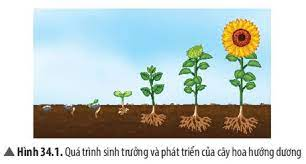 ▲ Hình 34.1. Quá trình sinh trưởng và phát triển của cây hoa hướng dương